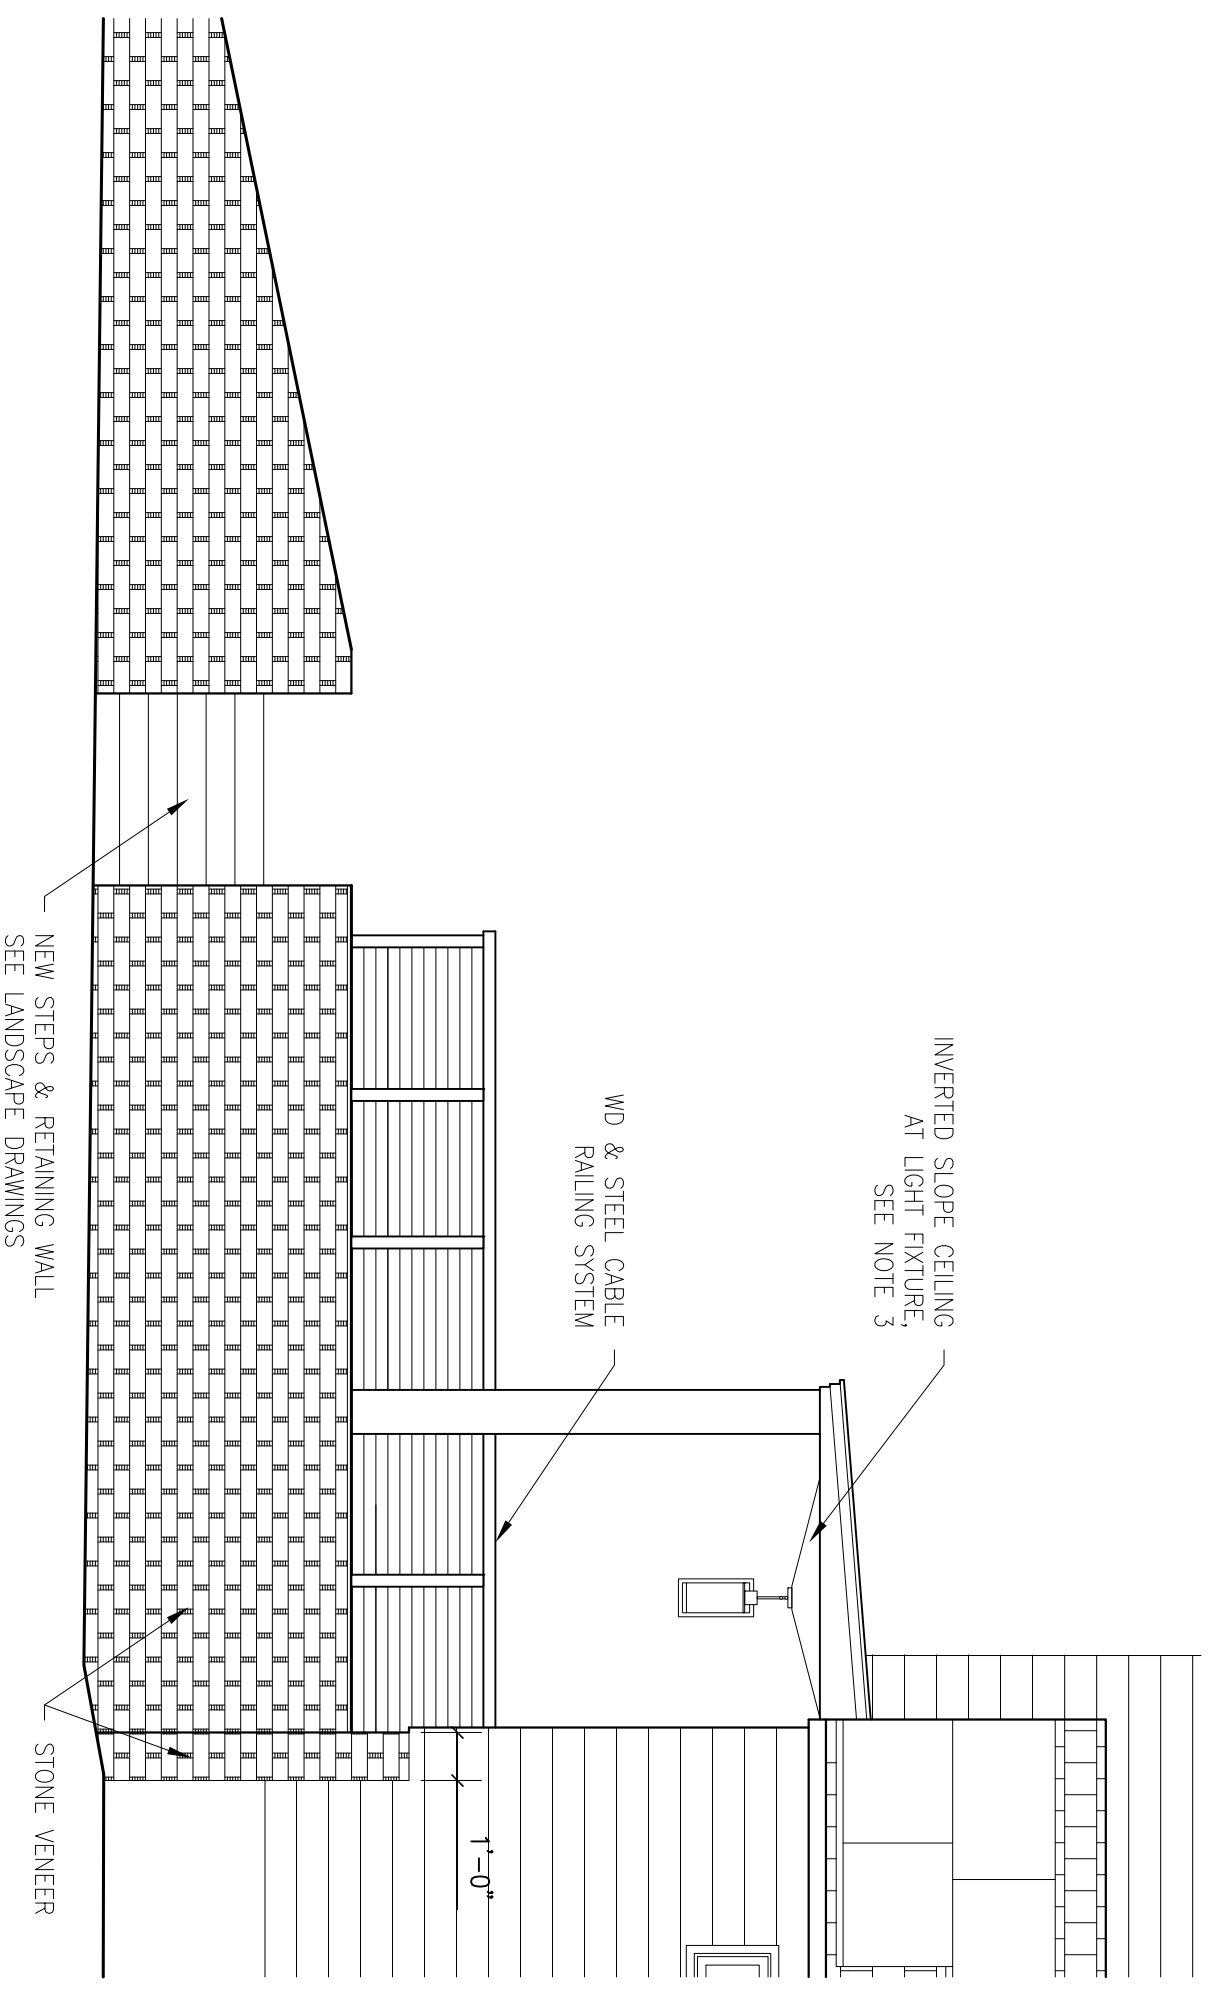 INVERTED SLOPE CEILING
AT LIGHT FIXTURE,
SEE NOTE 3
WD & STEEL CABLE
RAILING SYSTEM
1'-0"
NEW STEPS & RETAINING WALL
SEE LANDSCAPE DRAWINGS
STONE VENEER